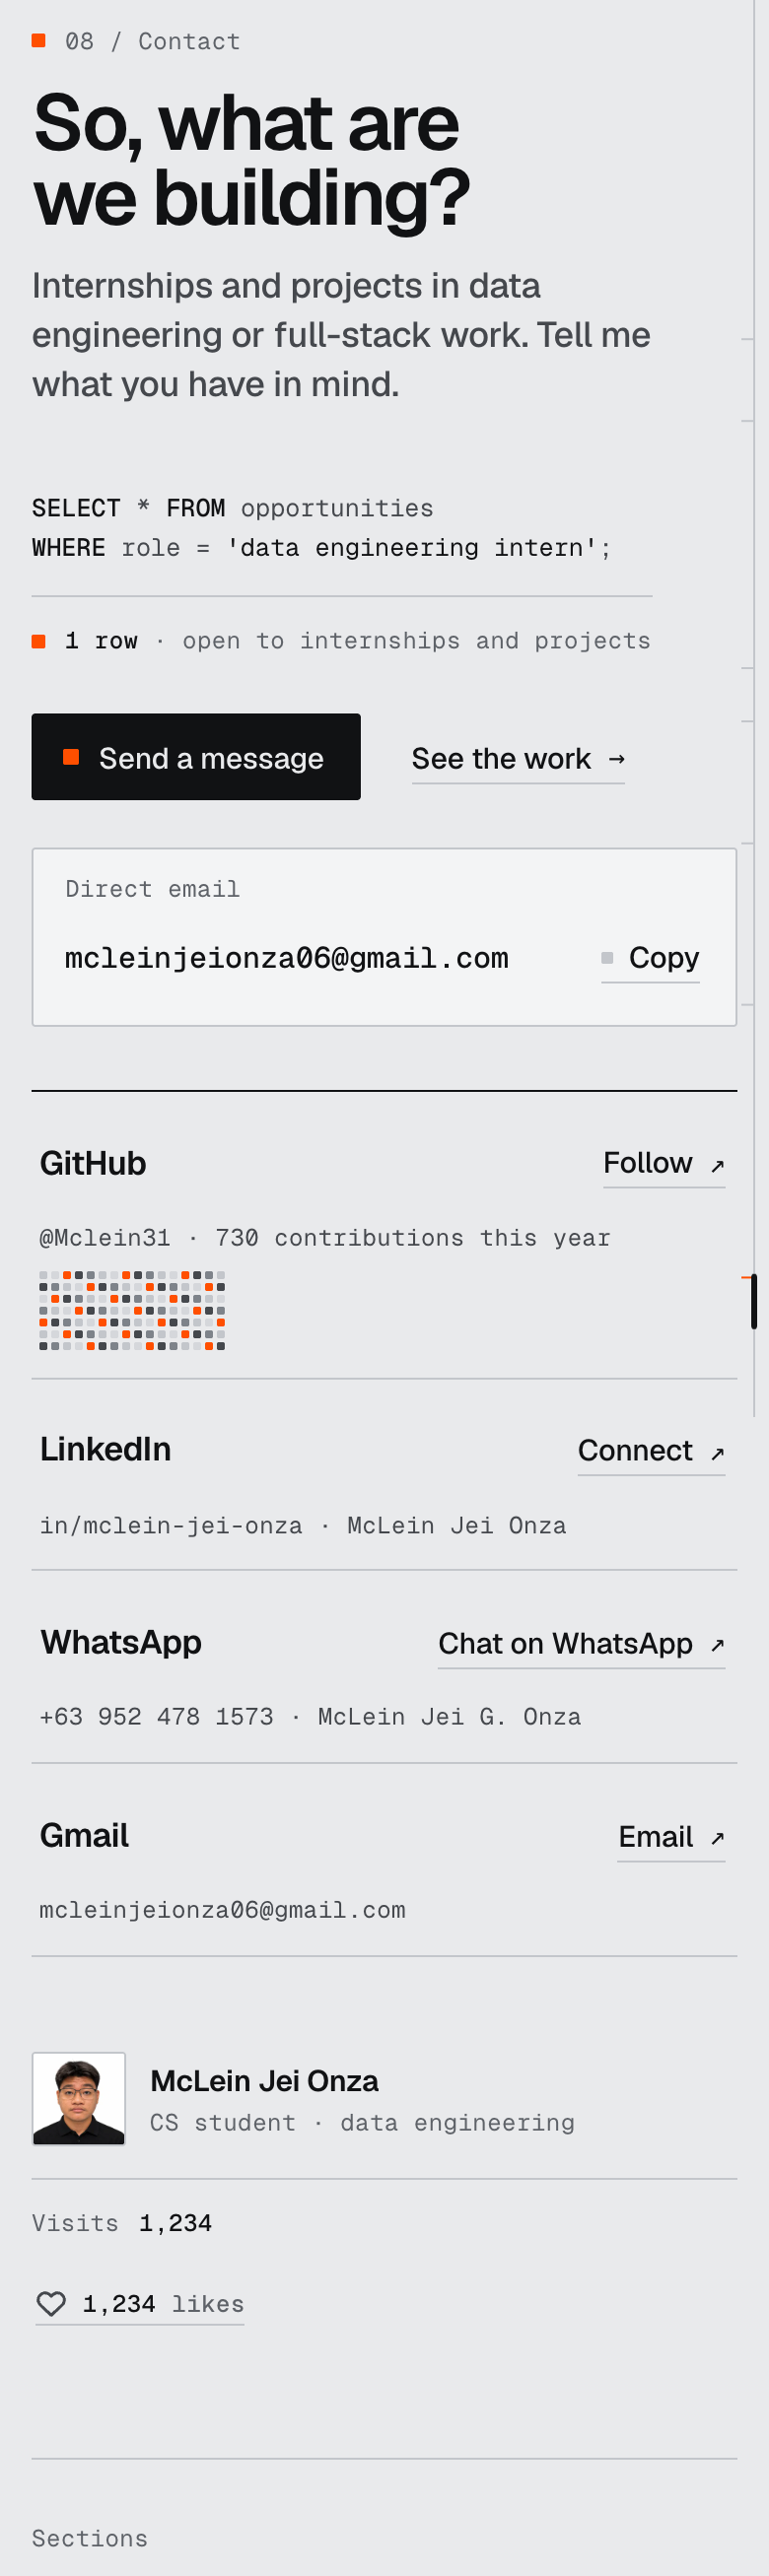 08 / Contact
So, what are
we building?
Internships and projects in data
engineering or full-stack work. Tell me
what you have in mind.
SELECT * FROM opportunities
WHERE role = 'data engineering intern';
1 row · open to internships and projects
Send a message
See the work →
Direct email
mcleinjeionza06@gmail.com
Copy
GitHub
Follow ↗
@Mclein31 · 730 contributions this year
LinkedIn
Connect ↗
in/mclein-jei-onza · McLein Jei Onza
WhatsApp
Chat on WhatsApp ↗
+63 952 478 1573 · McLein Jei G. Onza
Gmail
Email ↗
mcleinjeionza06@gmail.com
McLein Jei Onza
CS student · data engineering
Visits 1,234
1,234 likes
Sections